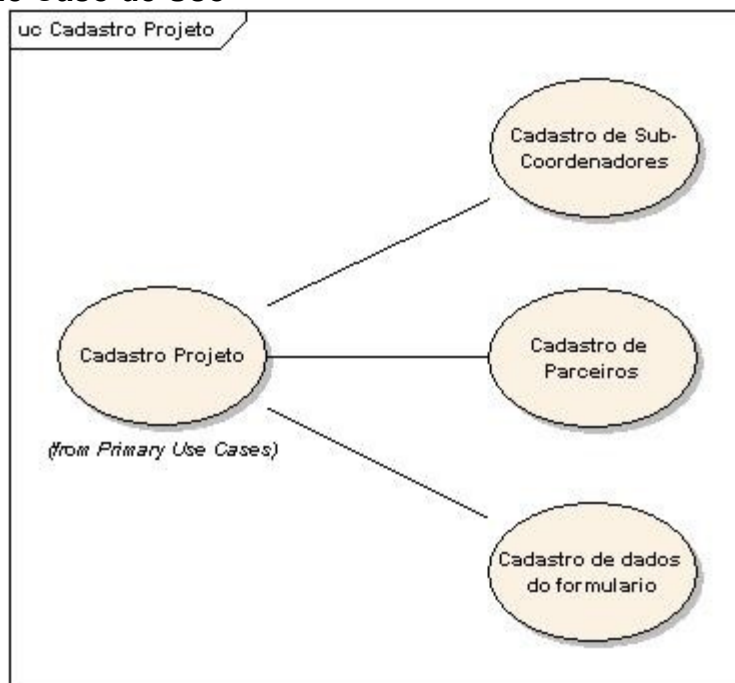 uc Cadastro Projeto
Cadastro de Sub-
Coordenadores
Cadastro Projeto
(from Primary Use Cases)
Cadastro de
Parceiros
Cadastro de dados
do formulario